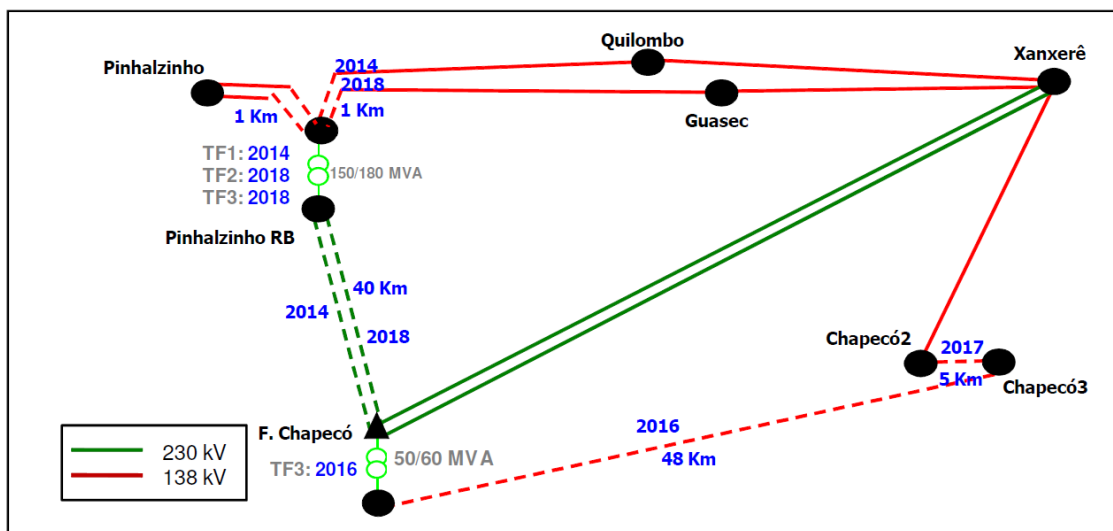 Quilombo
Xanxerê
Pinhalzinho
2014
2018
1 Km
1 Km
Guasec
TF1: 2014
TF2: 2018
TF3: 2018
150/180 MVA
Pinhalzinho RB
40 Km
2014
2018
Chapecó2
2017
5 Km
Chapecó3
F. Chapecó
2016
48 Km
50/60 MVA
TF3: 2016
230 kV
138 kV